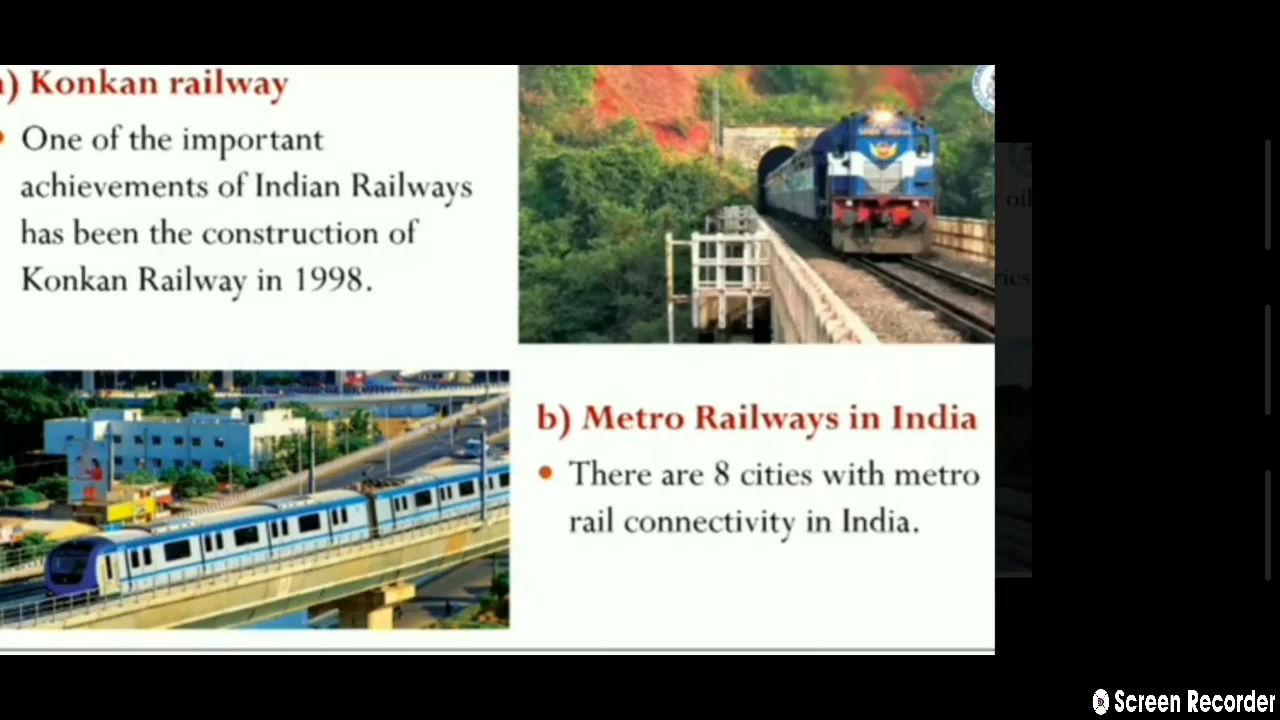 ) Konkan railway
One of the important
achievements of Indian Railways
has been the construction of
Konkan Railway in 1998.
b) Metro Railways in India
There are 8 cities with metro
rail connectivity in India.
Screen Recorder